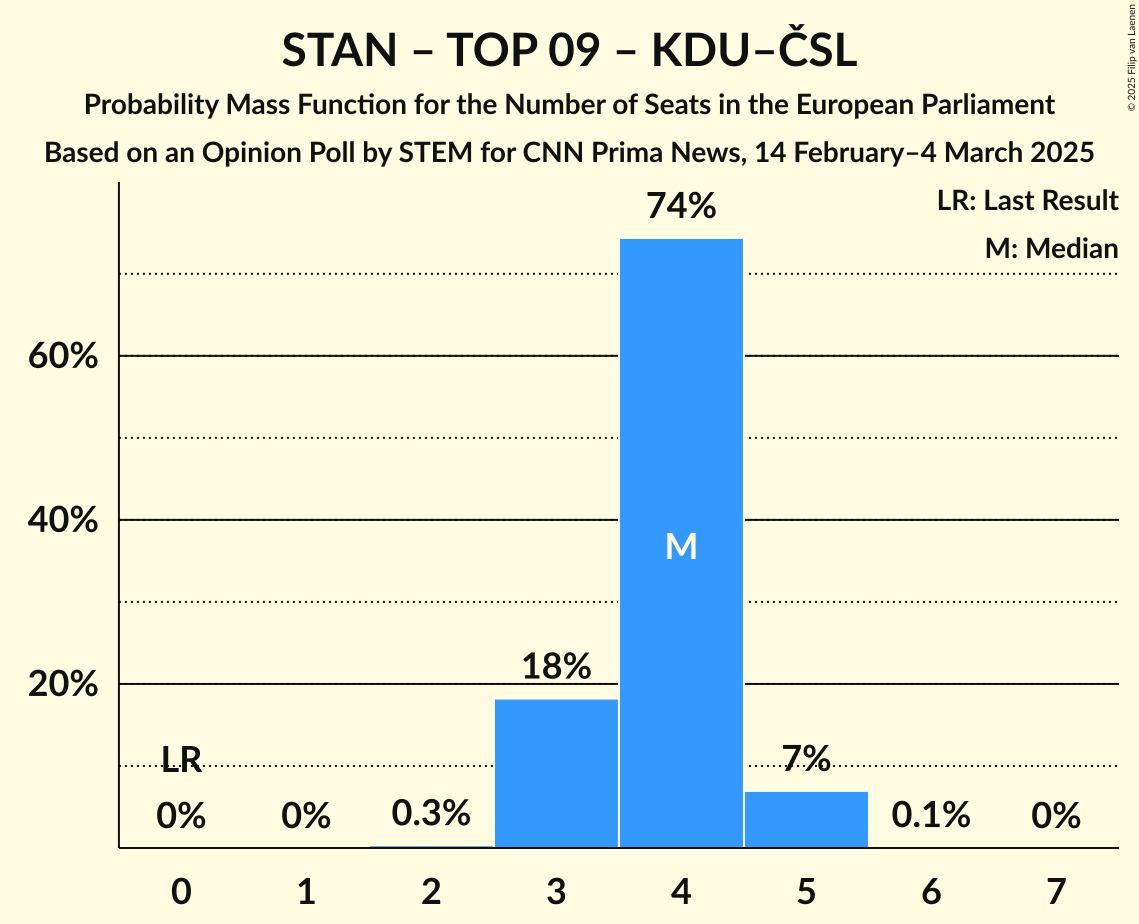 STAN – TOP 09 – KDU–ČSL
Probability Mass Function for the Number of Seats in the European Parliament
Based on an Opinion Poll by STEM for CNN Prima News, 14 February–4 March 2025
© 2025 Filip van Laenen
LR: Last Result
M: Median
74%
60%
40%
M
20%
18%
LR
7%
0%
0%
0.3%
0.1%
0%
0
1
2
3
4
5
6
7